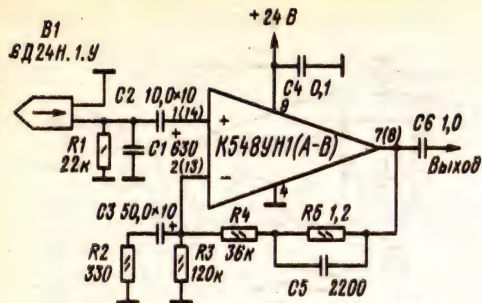 +24 В
В1
вД24Н.1.У
С2 10,0×10
С4 0,1
1(14)
9
+
R1
22к
С1 630
К548УН1(А-В)
7(8)
С6 1,0
Выход
2(13)
−
4
С3 50,0×10
+
R4
36к
R5 1,2
R2
330
R3
120к
С5
2200